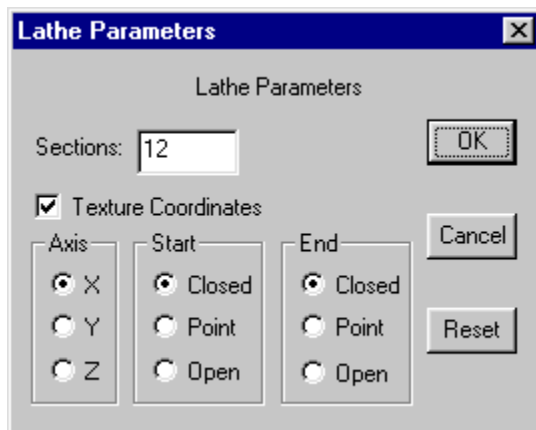 Lathe Parameters
Lathe Parameters
Sections: 12
OK
Texture Coordinates
Cancel
Axis Start End
X Closed Closed
Y Point Point
Reset
Z Open Open